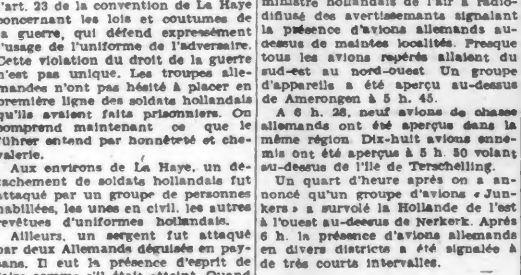 l'art. 23 de la convention de La Haye
concernant les lois et coutumes de
la guerre, qui défend expressément
l'usage de l'uniforme de l'adversaire.
Cette violation du droit de la guerre
n'est pas unique. Les troupes alle-
mandes n'ont pas hésité à placer en
première ligne des soldats hollandais
qu'ils avaient faits prisonniers. On
comprend maintenant ce que le
führer entend par honnêteté et che-
valerie.
Aux environs de La Haye, un dé-
tachement de soldats hollandais fut
attaqué par un groupe de personnes
habillées, les unes en civil, les autres
revêtues d'uniformes hollandais.
Ailleurs, un sergent fut attaqué
par deux Allemands déguisés en pay-
sans. Il eut la présence d'esprit de
ministre hollandais de l'air a radio-
diffusé des avertissements signalant
la présence d'avions allemands au-
dessus de maintes localités. Presque
tous les avions repérés allaient du
sud-est au nord-ouest Un groupe
d'appareils a été aperçu au-dessus
de Amerongen à 5 h. 45.
A 6 h. 28, neuf avions de chasse
allemands ont été aperçus dans la
même région Dix-huit avions enne-
mis ont été aperçus à 5 h. 50 volant
au-dessus de l'île de Terschelling.
Un quart d'heure après on a an-
noncé qu'un groupe d'avions « Jun-
kers » a survolé la Hollande de l'est
à l'ouest au-dessus de Nerkerk. Après
6 h. la présence d'avions allemands
en divers districts a été signalée à
de très courts intervalles.